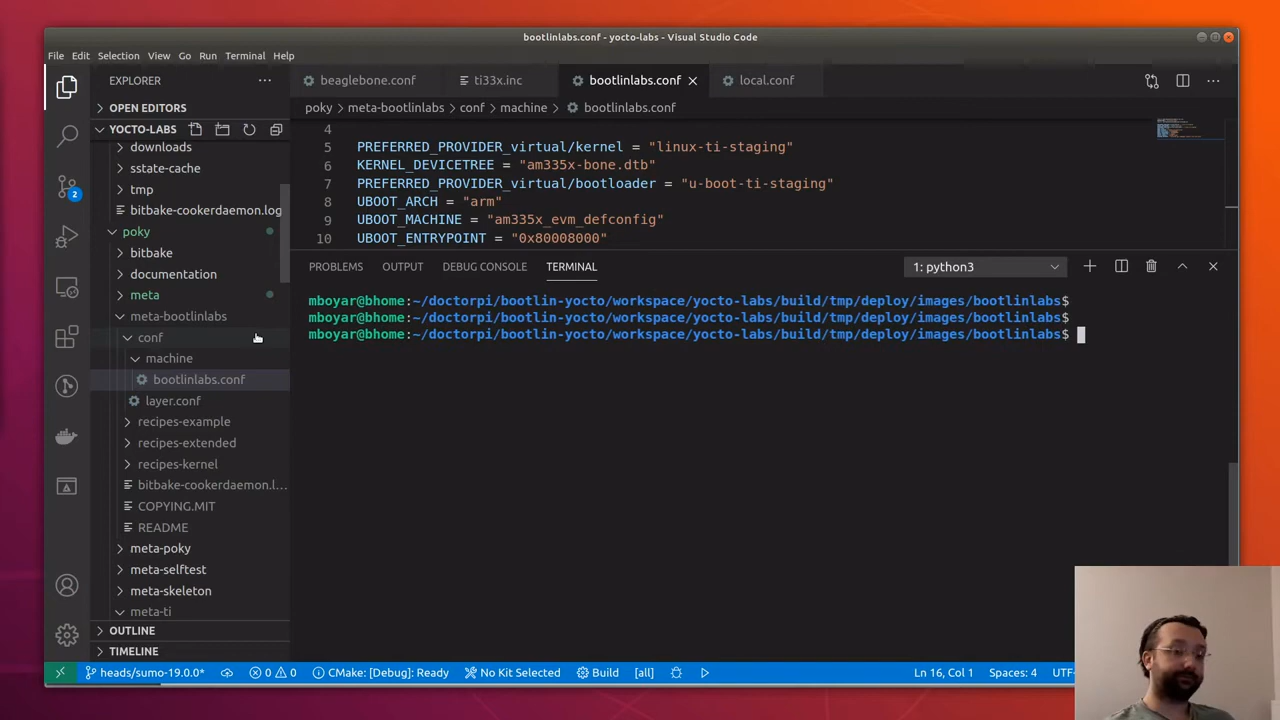 bootlinlabs.conf - yocto-labs - Visual Studio Code
File Edit Selection View Go Run Terminal Help
EXPLORER
OPEN EDITORS
YOCTO-LABS
downloads
sstate-cache
tmp
bitbake-cookerdaemon.log
poky
bitbake
documentation
meta
meta-bootlinlabs
conf
machine
bootlinlabs.conf
layer.conf
recipes-example
recipes-extended
recipes-kernel
bitbake-cookerdaemon.l...
COPYING.MIT
README
meta-poky
meta-selftest
meta-skeleton
meta-ti
OUTLINE
TIMELINE
2
beaglebone.conf ti33x.inc bootlinlabs.conf local.conf
poky > meta-bootlinlabs > conf > machine > bootlinlabs.conf
4
5 PREFERRED_PROVIDER_virtual/kernel = "linux-ti-staging"
6 KERNEL_DEVICETREE = "am335x-bone.dtb"
7 PREFERRED_PROVIDER_virtual/bootloader = "u-boot-ti-staging"
8 UBOOT_ARCH = "arm"
9 UBOOT_MACHINE = "am335x_evm_defconfig"
10 UBOOT_ENTRYPOINT = "0x80008000"
PROBLEMS OUTPUT DEBUG CONSOLE TERMINAL 1: python3
mboyar@bhome:~/doctorpi/bootlin-yocto/workspace/yocto-labs/build/tmp/deploy/images/bootlinlabs$
mboyar@bhome:~/doctorpi/bootlin-yocto/workspace/yocto-labs/build/tmp/deploy/images/bootlinlabs$
mboyar@bhome:~/doctorpi/bootlin-yocto/workspace/yocto-labs/build/tmp/deploy/images/bootlinlabs$
heads/sumo-19.0.0* 0 0 CMake: [Debug]: Ready No Kit Selected Build [all] Ln 16, Col 1 Spaces: 4 UTF-